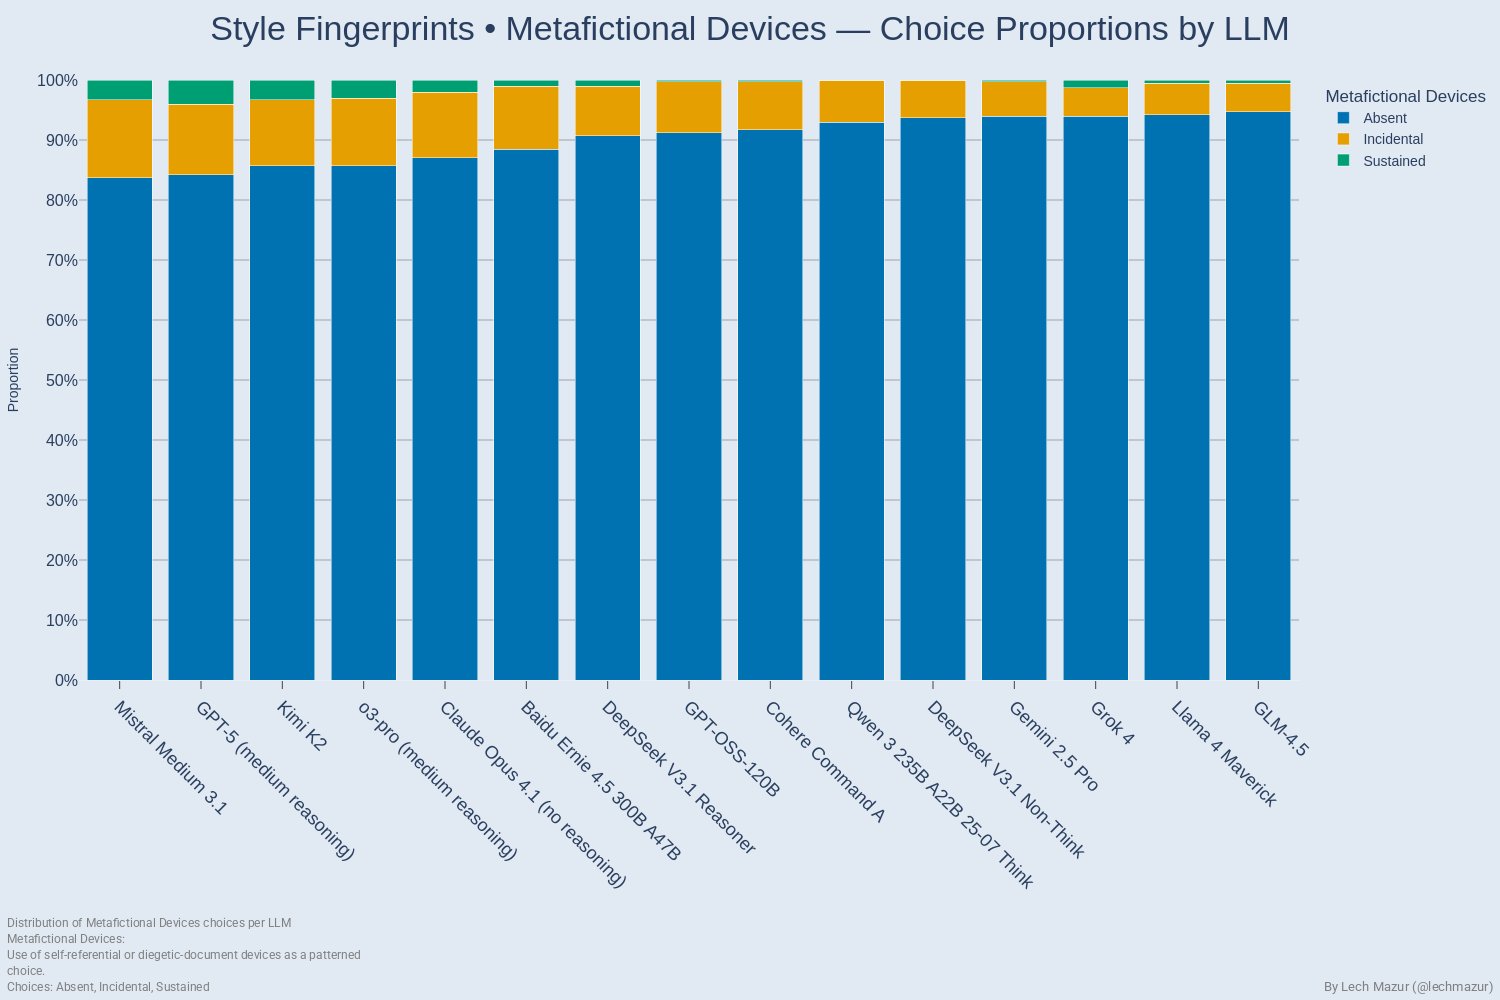 Style Fingerprints • Metafictional Devices — Choice Proportions by LLM
100%
90%
80%
70%
60%
50%
40%
30%
20%
10%
0%
Proportion
Metafictional Devices
Absent
Incidental
Sustained
Mistral Medium 3.1
GPT-5 (medium reasoning)
Kimi K2
o3-pro (medium reasoning)
Claude Opus 4.1 (no reasoning)
Baidu Ernie 4.5 300B A47B
DeepSeek V3.1 Reasoner
GPT-OSS-120B
Cohere Command A
Qwen 3 235B A22B 25-07 Think
DeepSeek V3.1 Non-Think
Gemini 2.5 Pro
Grok 4
Llama 4 Maverick
GLM-4.5
Distribution of Metafictional Devices choices per LLM
Metafictional Devices:
Use of self-referential or diegetic-document devices as a patterned
choice.
Choices: Absent, Incidental, Sustained
By Lech Mazur (@lechmazur)